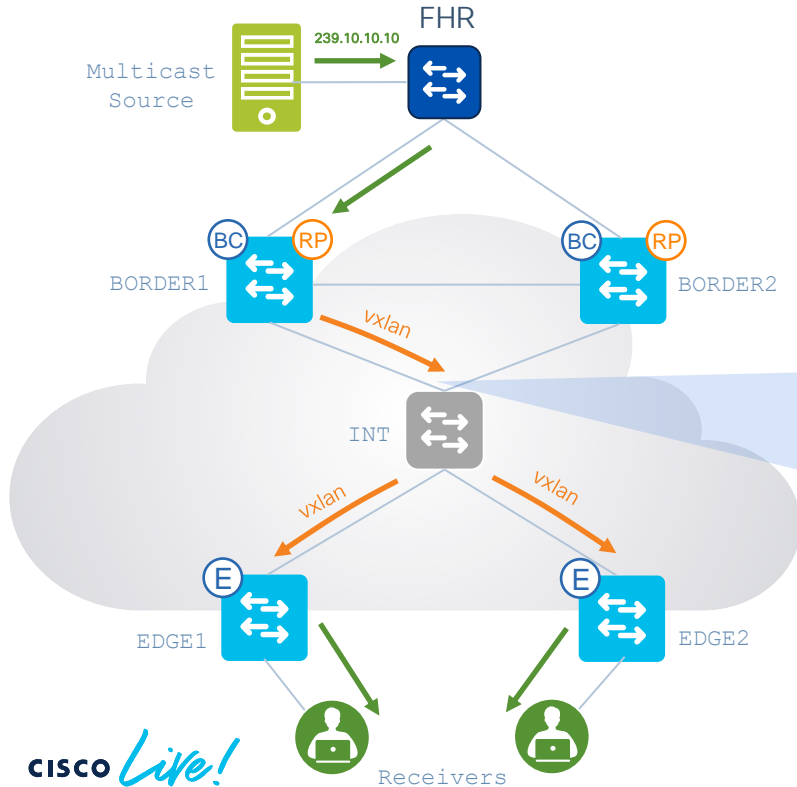 FHR
239.10.10.10
Multicast
Source
BC
RP
BC
RP
BORDER1
BORDER2
vxlan
INT
vxlan
vxlan
E
E
EDGE1
EDGE2
Receivers
CISCO Live!